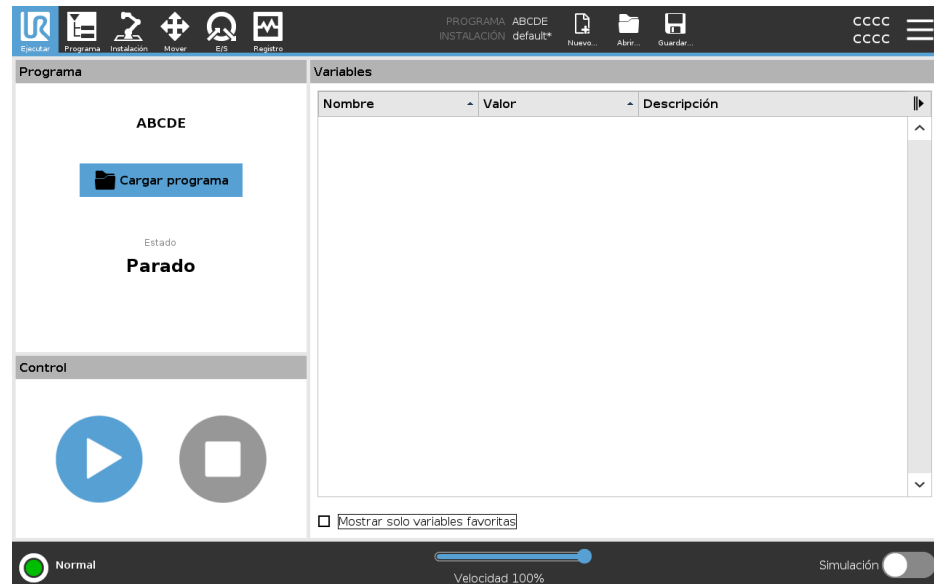 PROGRAMA ABCDE
INSTALACIÓN default*
CCCC
CCCC
Ejecutar Programa Instalación Mover E/S Registro Nuevo... Abrir... Guardar...
Programa
Variables
Nombre Valor Descripción
ABCDE
Cargar programa
Estado
Parado
Control
Mostrar solo variables favoritas
Normal
Velocidad 100%
Simulación